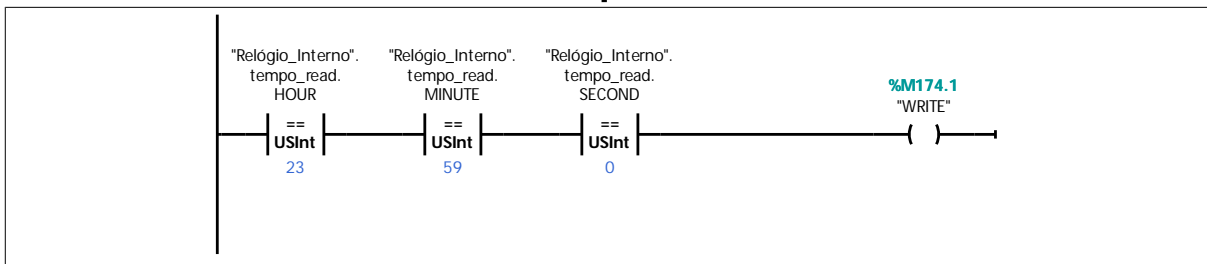 "Relógio_Interno".
tempo_read.
HOUR
==
USInt
23
"Relógio_Interno".
tempo_read.
MINUTE
==
USInt
59
"Relógio_Interno".
tempo_read.
SECOND
==
USInt
0
%M174.1
"WRITE"
( )